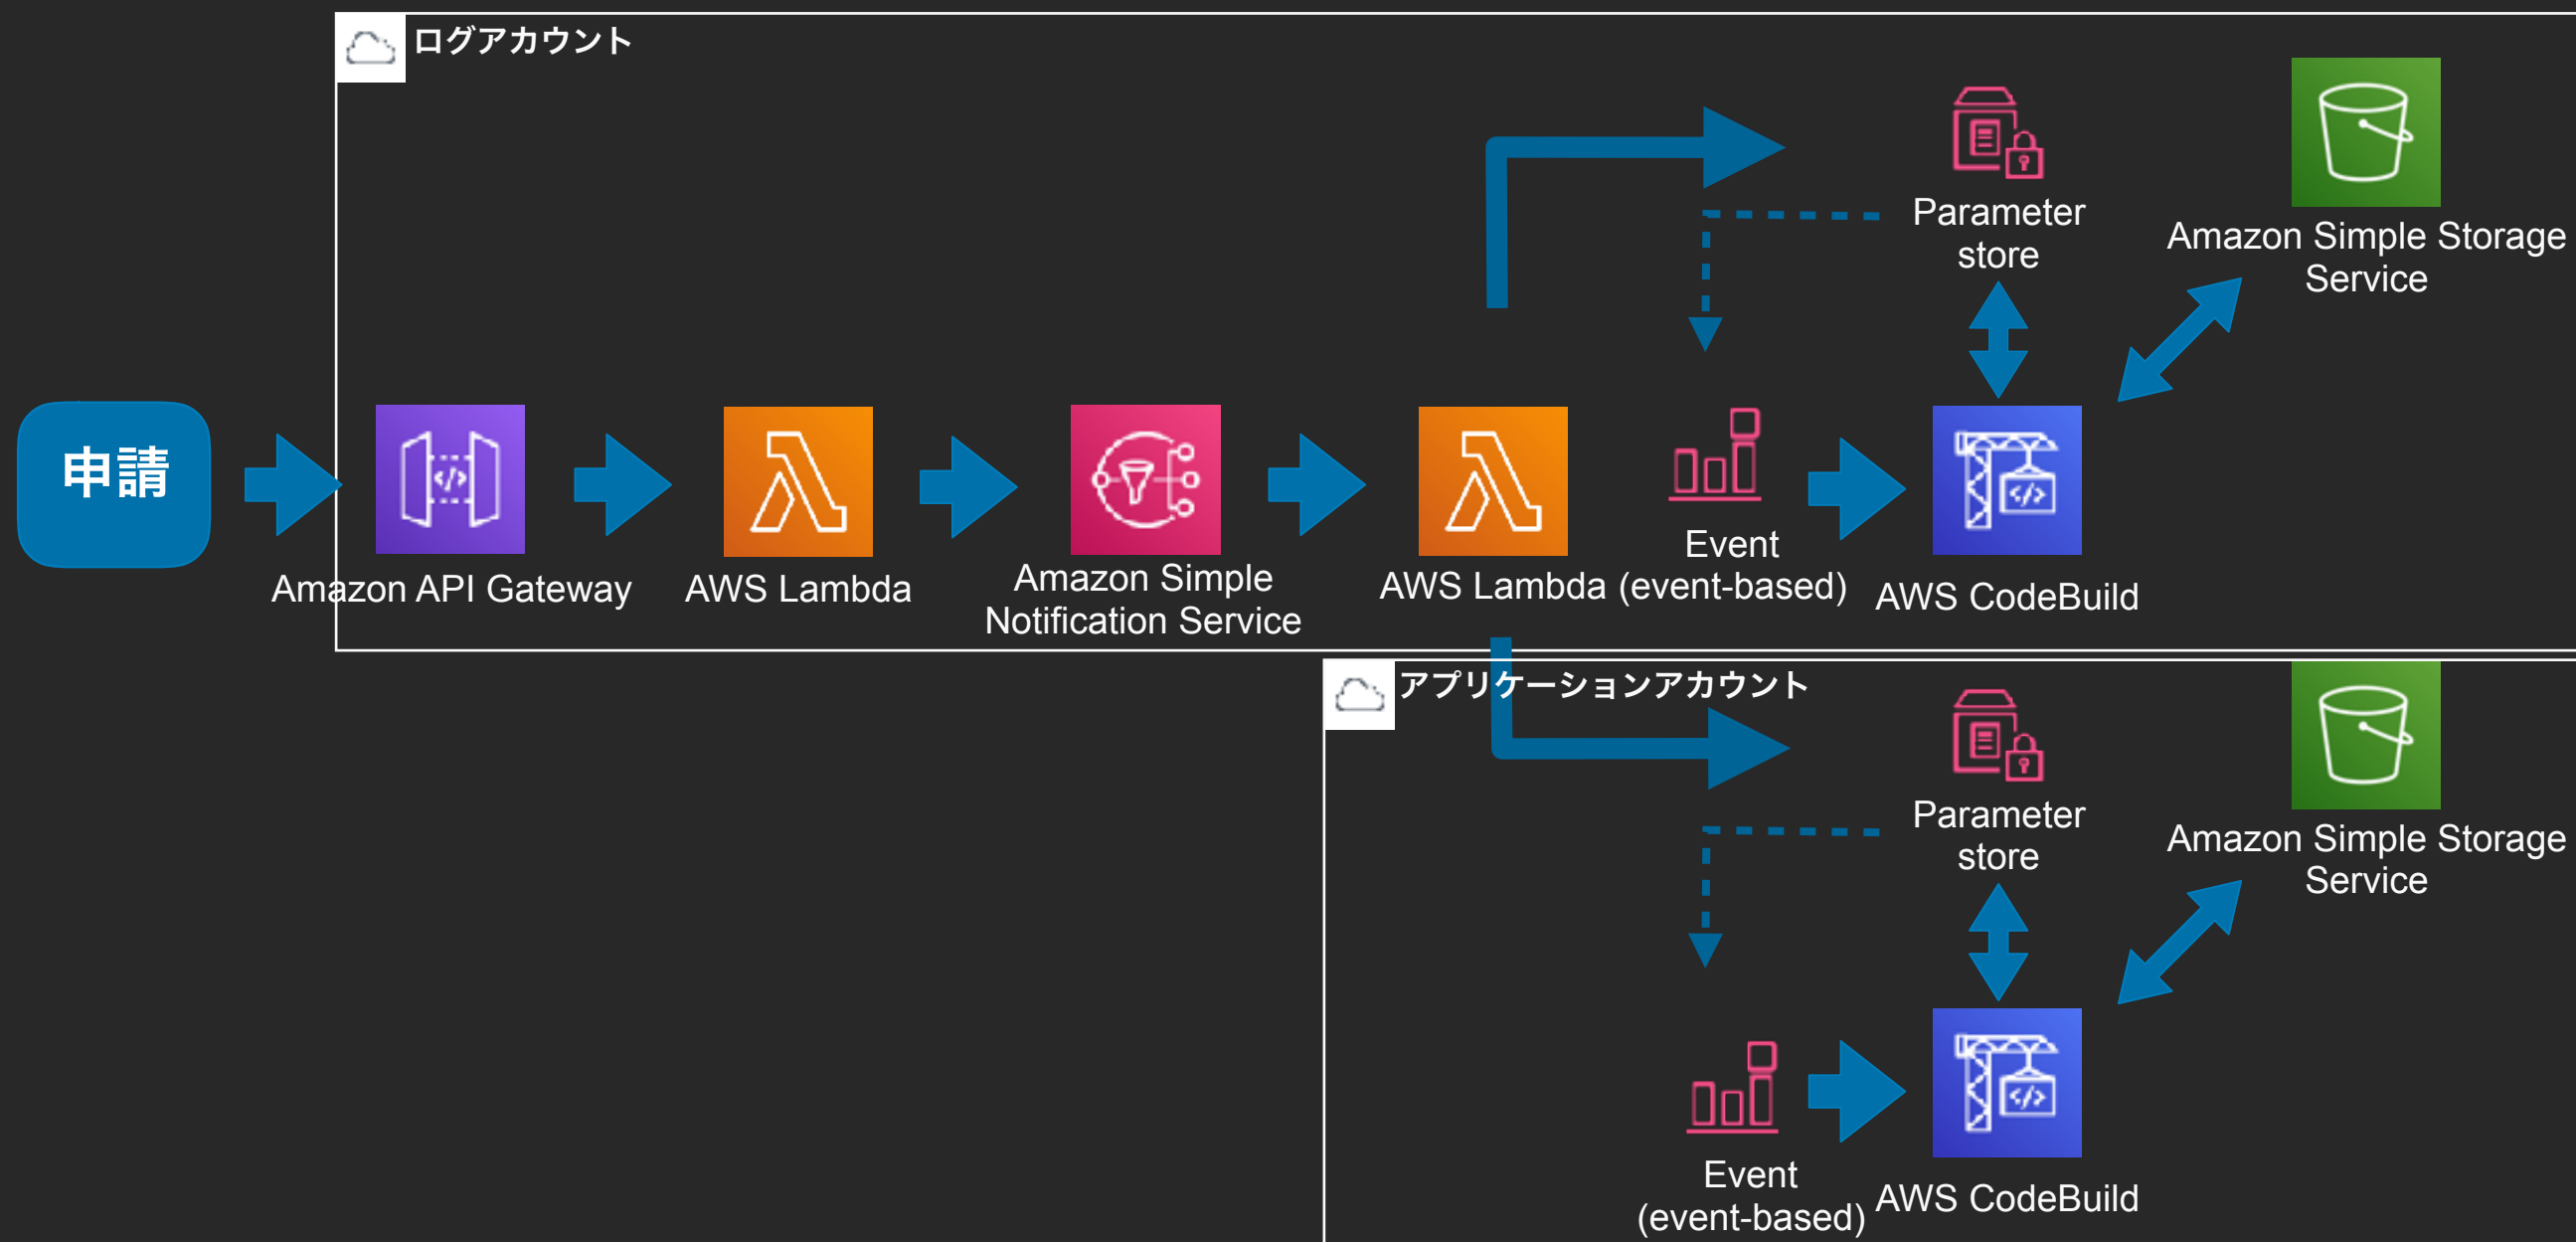 ログアカウント
Parameter
store
Amazon Simple Storage
Service
申請
Amazon API Gateway
AWS Lambda
Amazon Simple
Notification Service
AWS Lambda
Event
(event-based)
AWS CodeBuild
アプリケーションアカウント
Parameter
store
Amazon Simple Storage
Service
Event
(event-based)
AWS CodeBuild